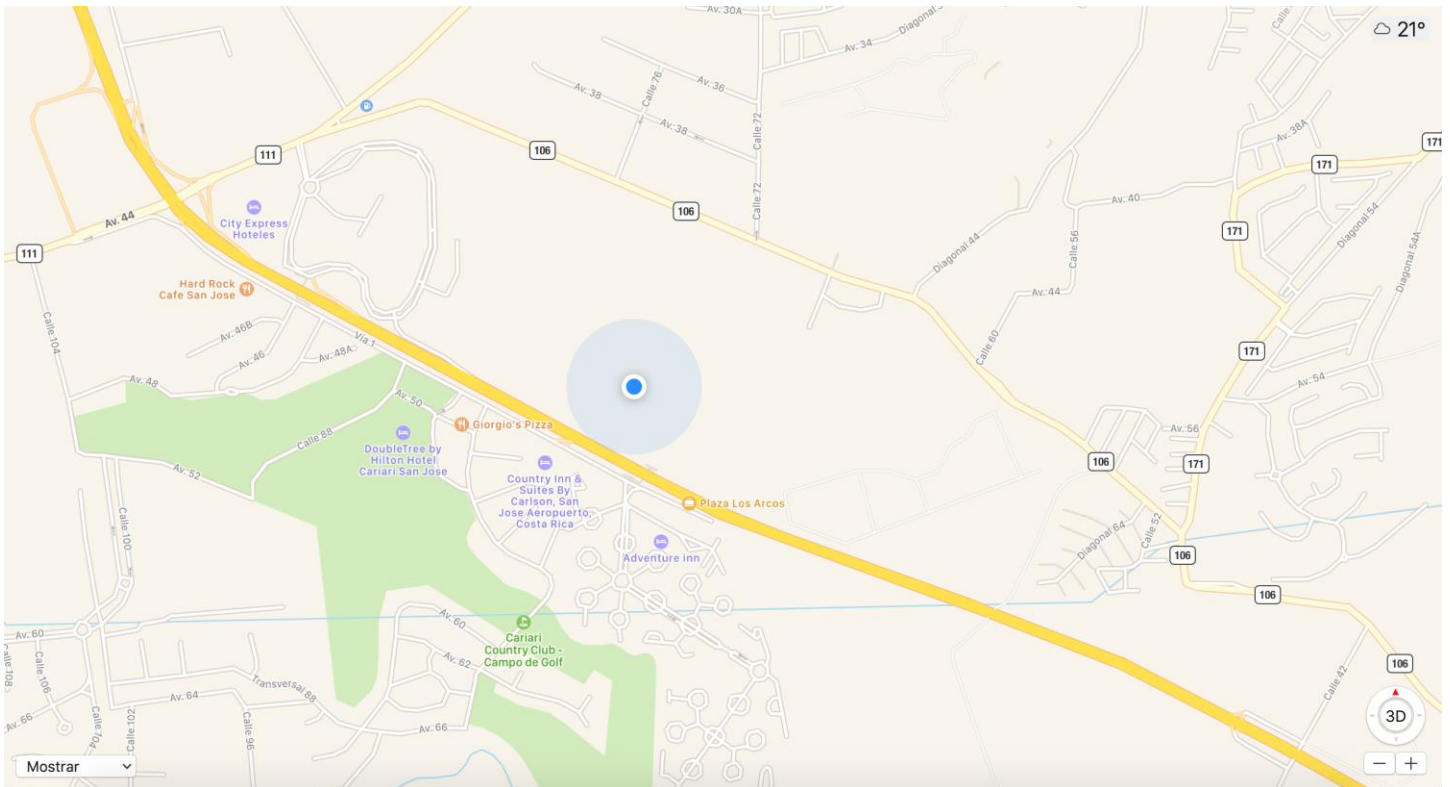 Av. 30A
Diagonal
Calle
21°
Av. 34
Calle 76
Av. 36
Av. 38
Av. 38
Calle 72
Av. 38A
111
106
171
171
106
Calle 72
Av. 40
Av. 44
City Express
Hoteles
171
Diagonal 54
111
Diagonal 44
Calle 56
Diagonal 54A
Hard Rock
Cafe San Jose
Av. 44
Calle 104
Av. 46B
Vía 1
Av. 46
Av. 48A
Calle 60
171
Av. 48
Av. 54
Av. 50
Giorgio's Pizza
Av. 56
Calle 88
DoubleTree by
Hilton Hotel
Cariari San Jose
106
171
Av. 52
Country Inn &
Suites By
Carlson, San
Jose Aeropuerto,
Costa Rica
Plaza Los Arcos
Calle 100
Diagonal 64
Calle 52
Adventure inn
106
106
Av. 60
Av. 60
Cariari
Country Club -
Campo de Golf
Calle 108
Calle 106
Av. 62
106
Calle 42
Transversal 88
Av. 64
Av. 66
Calle 104
Calle 102
Calle 96
Av. 66
3D
Mostrar
− +